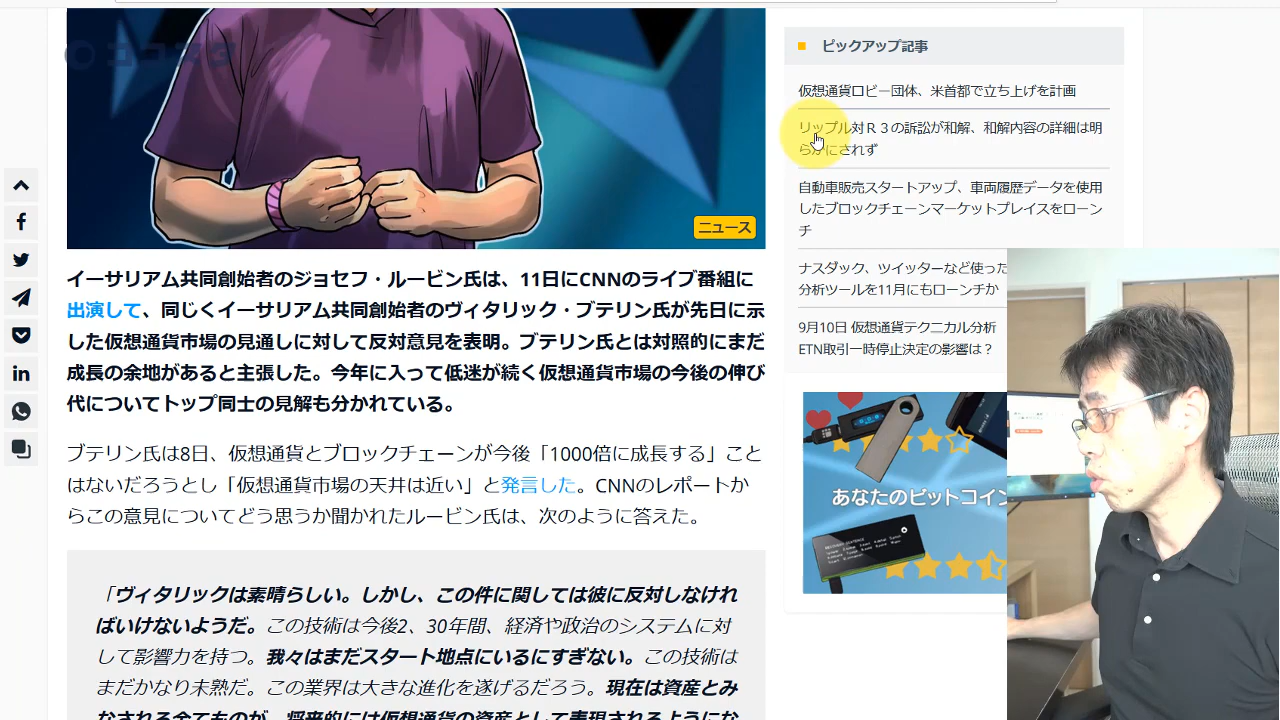 ニュース
イーサリアム共同創始者のジョセフ・ルービン氏は、11日にCNNのライブ番組に
出演して、同じくイーサリアム共同創始者のヴィタリック・ブテリン氏が先日に示
した仮想通貨市場の見通しに対して反対意見を表明。ブテリン氏とは対照的にまだ
成長の余地があると主張した。今年に入って低迷が続く仮想通貨市場の今後の伸び
代についてトップ同士の見解も分かれている。
ブテリン氏は8日、仮想通貨とブロックチェーンが今後「1000倍に成長する」こと
はないだろうとし「仮想通貨市場の天井は近い」と発言した。CNNのレポートか
らこの意見についてどう思うか聞かれたルービン氏は、次のように答えた。
「ヴィタリックは素晴らしい。しかし、この件に関しては彼に反対しなけれ
ばいけないようだ。この技術は今後2、30年間、経済や政治のシステムに対
して影響力を持つ。我々はまだスタート地点にいるにすぎない。この技術は
まだかなり未熟だ。この業界は大きな進化を遂げるだろう。現在は資産とみ
なされる全てものが、将来的には仮想通貨の資産として表現されるようにな
ピックアップ記事
仮想通貨ロビー団体、米首都で立ち上げを計画
リップル対Ｒ３の訴訟が和解、和解内容の詳細は明
らかにされず
自動車販売スタートアップ、車両履歴データを使用
したブロックチェーンマーケットプレイスをローン
チ
ナスダック、ツイッターなど使った
分析ツールを11月にもローンチか
9月10日 仮想通貨テクニカル分析
ETN取引一時停止決定の影響は？
あなたのビットコイン